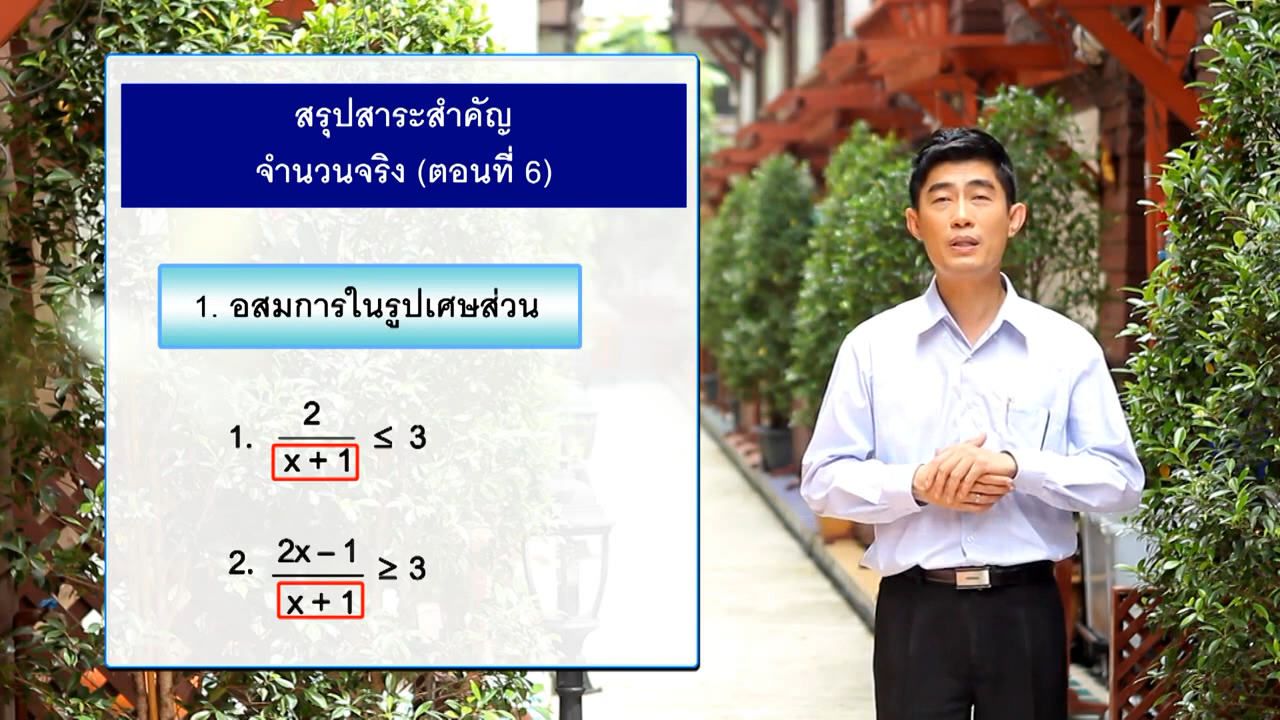 สรุปสาระสำคัญ
จำนวนจริง (ตอนที่ 6)
1. อสมการในรูปเศษส่วน
1. 2/x + 1 ≤ 3
2. 2x – 1/x + 1 ≥ 3